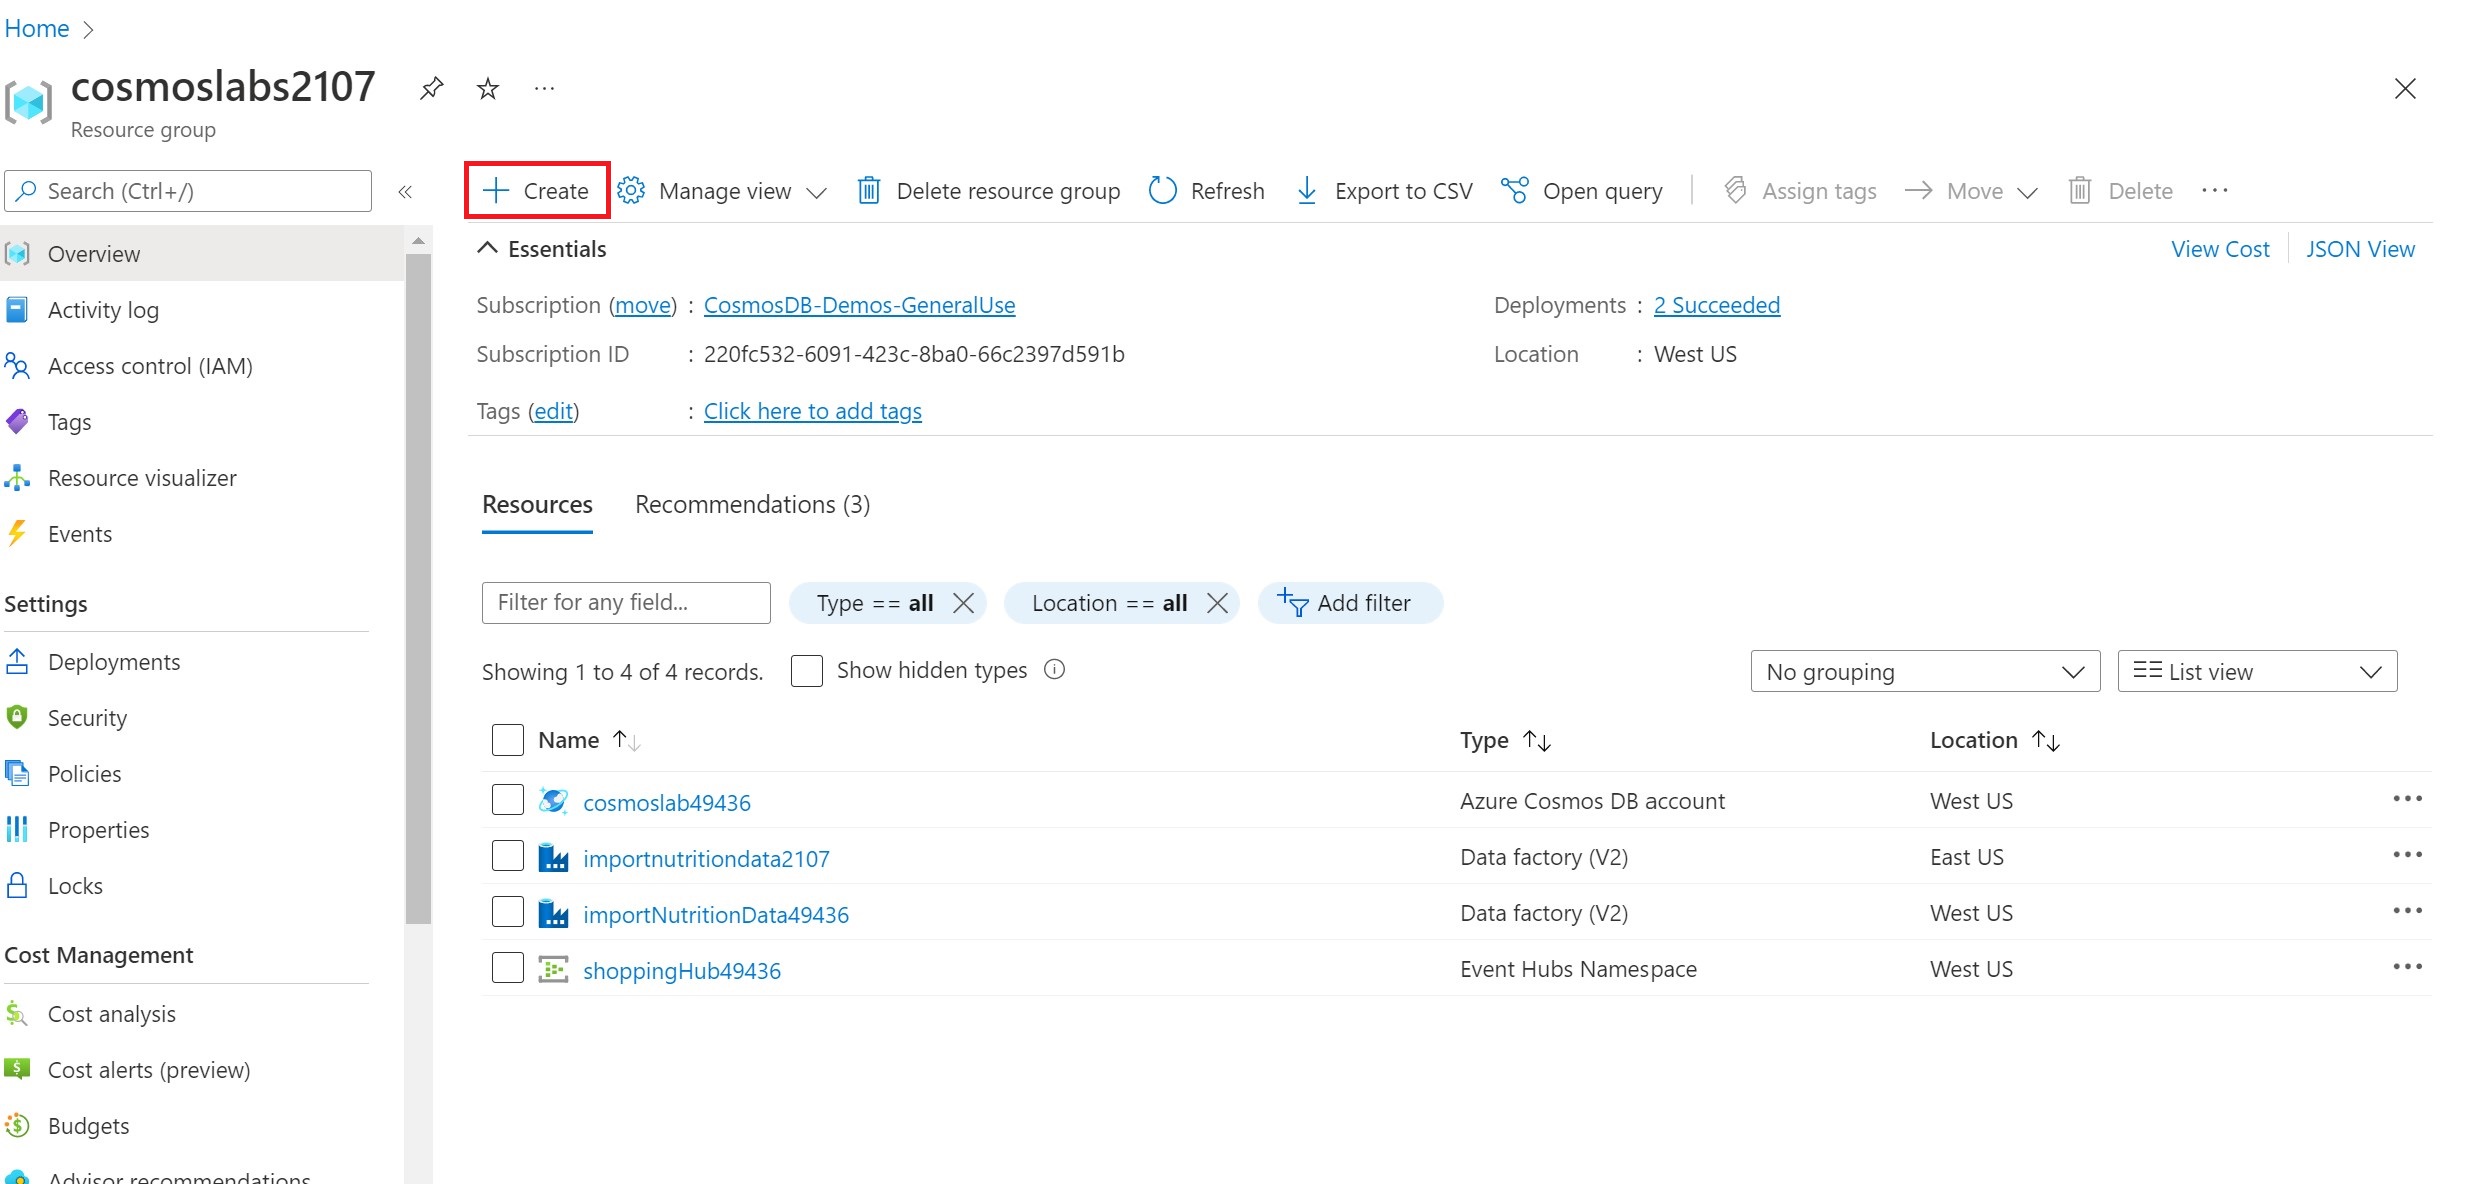 Home
cosmoslabs2107
Resource group
Search (Ctrl+/)
Create Manage view Delete resource group Refresh Export to CSV Open query Assign tags Move Delete
Overview
Activity log
Access control (IAM)
Tags
Resource visualizer
Events
Settings
Deployments
Security
Policies
Properties
Locks
Cost Management
Cost analysis
Cost alerts (preview)
Budgets
Advisor recommendations
Essentials
View Cost JSON View
Subscription (move) : CosmosDB-Demos-GeneralUse
Deployments : 2 Succeeded
Subscription ID : 220fc532-6091-423c-8ba0-66c2397d591b
Location : West US
Tags (edit) : Click here to add tags
Resources Recommendations (3)
Filter for any field... Type == all Location == all Add filter
Showing 1 to 4 of 4 records. Show hidden types No grouping List view
Name Type Location
cosmoslab49436 Azure Cosmos DB account West US
importnutritiondata2107 Data factory (V2) East US
importNutritionData49436 Data factory (V2) West US
shoppingHub49436 Event Hubs Namespace West US